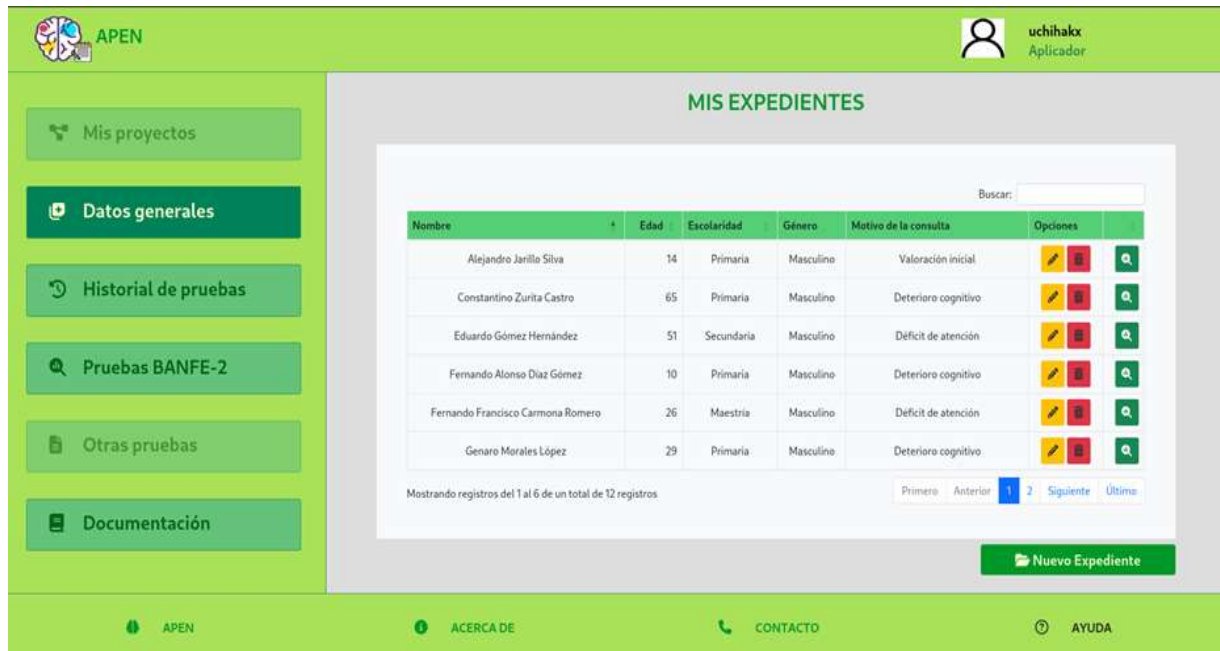 APEN
uchihakx
Aplicador
Mis proyectos
Datos generales
Historial de pruebas
Pruebas BANFE-2
Otras pruebas
Documentación
MIS EXPEDIENTES
Buscar:
Nombre Edad Escolaridad Género Motivo de la consulta Opciones
Alejandro Jarillo Silva 14 Primaria Masculino Valoración inicial
Constantino Zurita Castro 65 Primaria Masculino Deterioro cognitivo
Eduardo Gómez Hernández 51 Secundaria Masculino Déficit de atención
Fernando Alonso Díaz Gómez 10 Primaria Masculino Deterioro cognitivo
Fernando Francisco Carmona Romero 26 Maestría Masculino Déficit de atención
Genaro Morales López 29 Primaria Masculino Deterioro cognitivo
Mostrando registros del 1 al 6 de un total de 12 registros
Primero Anterior 1 2 Siguiente Último
Nuevo Expediente
APEN ACERCA DE CONTACTO AYUDA